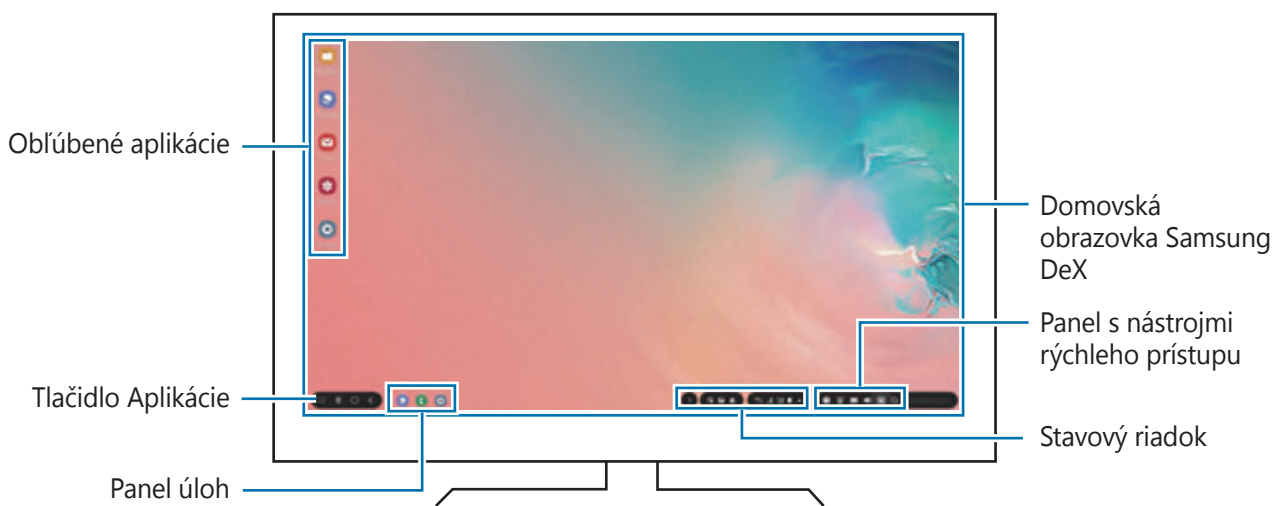 Obľúbené aplikácie
Domovská
obrazovka Samsung
DeX
Panel s nástrojmi
rýchleho prístupu
Tlačidlo Aplikácie
Stavový riadok
Panel úloh